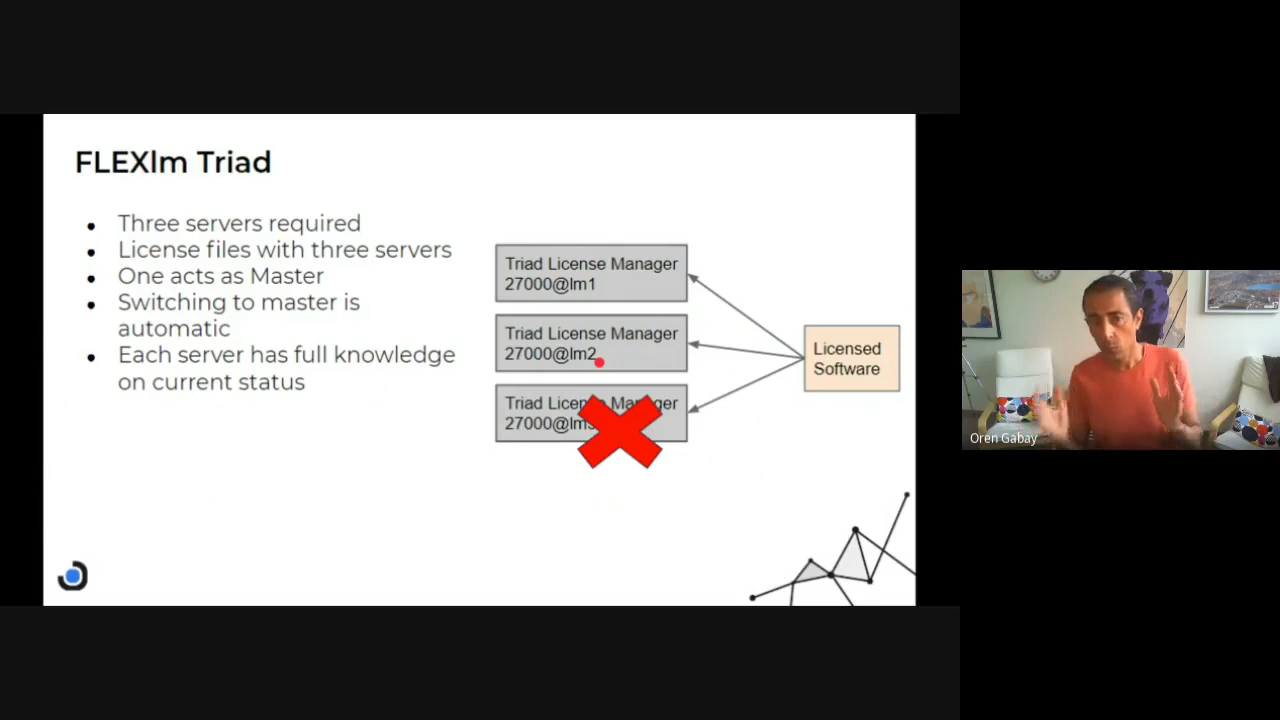 FLEXlm Triad
Three servers required
License files with three servers
One acts as Master
Switching to master is
automatic
Each server has full knowledge
on current status
Triad License Manager
27000@lm1
Triad License Manager
27000@lm2
Triad License Manager
27000@lm3
Licensed
Software
Oren Gabay